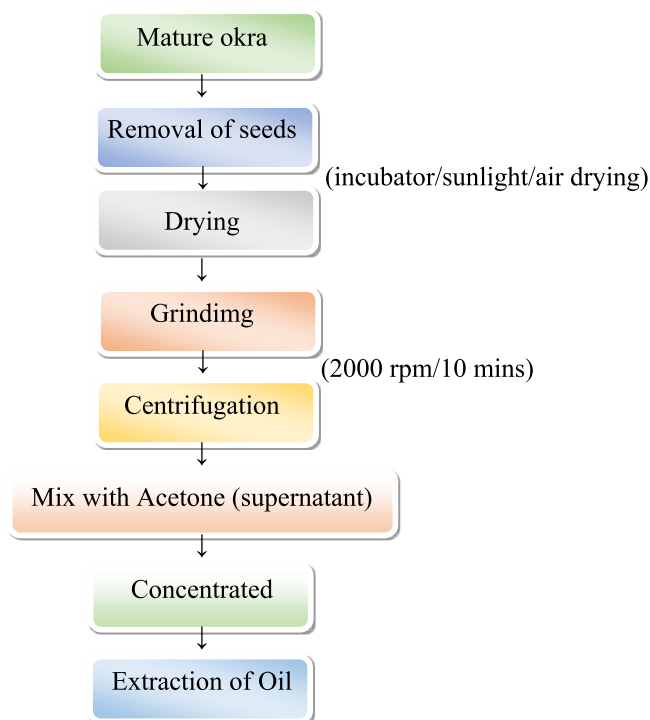 Mature okra
Removal of seeds
(incubator/sunlight/air drying)
Drying
Grindimg
(2000 rpm/10 mins)
Centrifugation
Mix with Acetone (supernatant)
Concentrated
Extraction of Oil